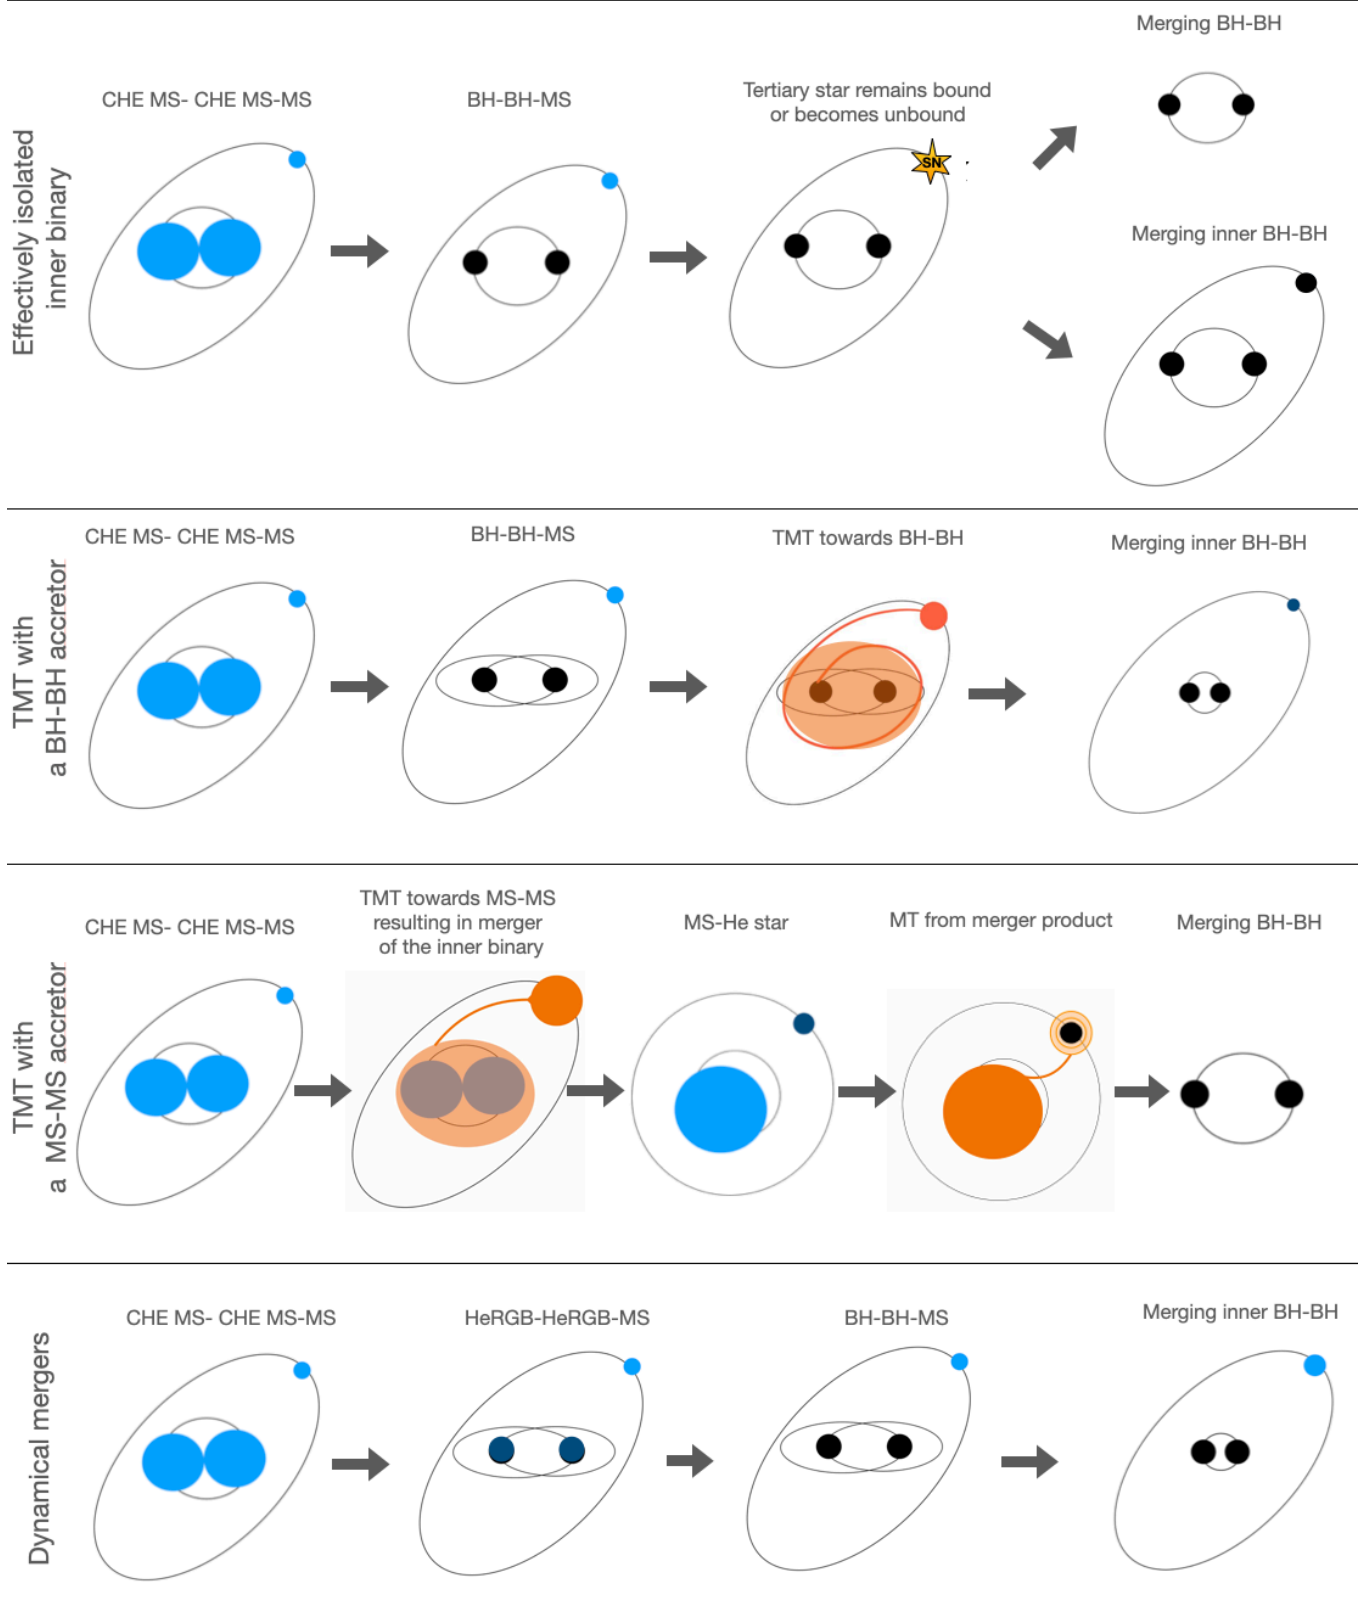 Effectively isolated
inner binary
CHE MS- CHE MS-MS
BH-BH-MS
Tertiary star remains bound
or becomes unbound
SN
Merging BH-BH
Merging inner BH-BH
TMT with
a BH-BH accretor
CHE MS- CHE MS-MS
BH-BH-MS
TMT towards BH-BH
Merging inner BH-BH
TMT with
a MS-MS accretor
CHE MS- CHE MS-MS
TMT towards MS-MS
resulting in merger
of the inner binary
MS-He star
MT from merger product
Merging BH-BH
Dynamical mergers
CHE MS- CHE MS-MS
HeRGB-HeRGB-MS
BH-BH-MS
Merging inner BH-BH